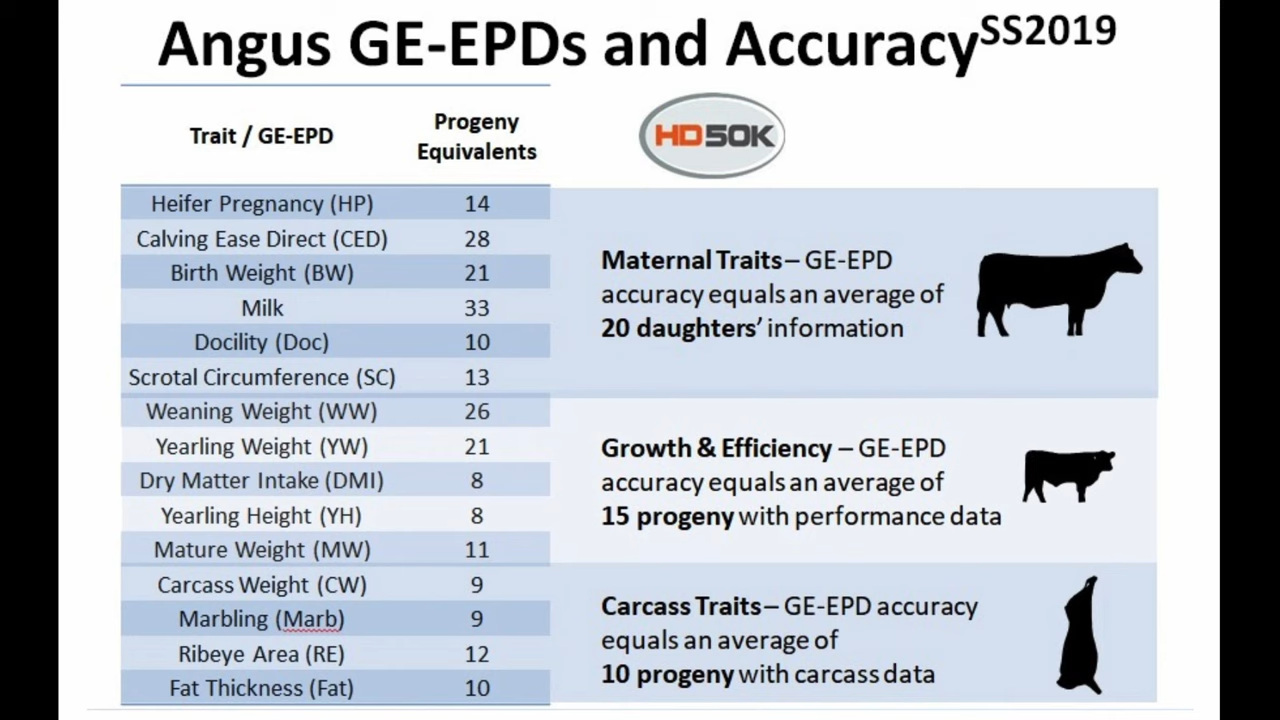 Angus GE-EPDs and AccuracySS2019
Trait / GE-EPD
Progeny
Equivalents
HD50K
Heifer Pregnancy (HP) 14
Calving Ease Direct (CED) 28
Birth Weight (BW) 21
Milk 33
Docility (Doc) 10
Scrotal Circumference (SC) 13
Maternal Traits – GE-EPD
accuracy equals an average of
20 daughters' information
Weaning Weight (WW) 26
Yearling Weight (YW) 21
Dry Matter Intake (DMI) 8
Yearling Height (YH) 8
Mature Weight (MW) 11
Growth & Efficiency – GE-EPD
accuracy equals an average of
15 progeny with performance data
Carcass Weight (CW) 9
Marbling (Marb) 9
Ribeye Area (RE) 12
Fat Thickness (Fat) 10
Carcass Traits – GE-EPD accuracy
equals an average of
10 progeny with carcass data